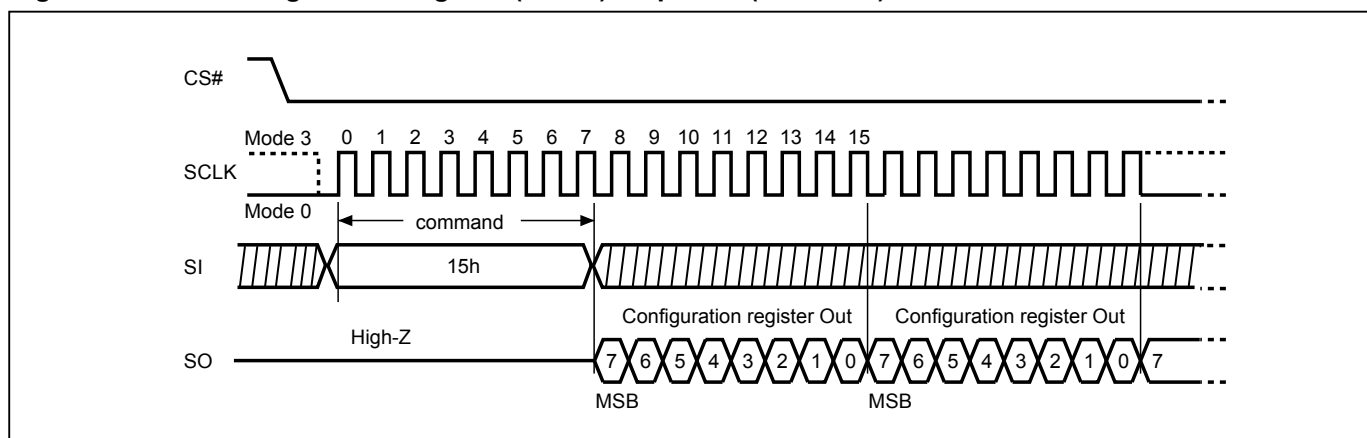 CS#
Mode 3 0 1 2 3 4 5 6 7 8 9 10 11 12 13 14 15
SCLK
Mode 0
command
SI 15h
Configuration register Out Configuration register Out
High-Z
SO 7 6 5 4 3 2 1 0 7 6 5 4 3 2 1 0 7
MSB MSB